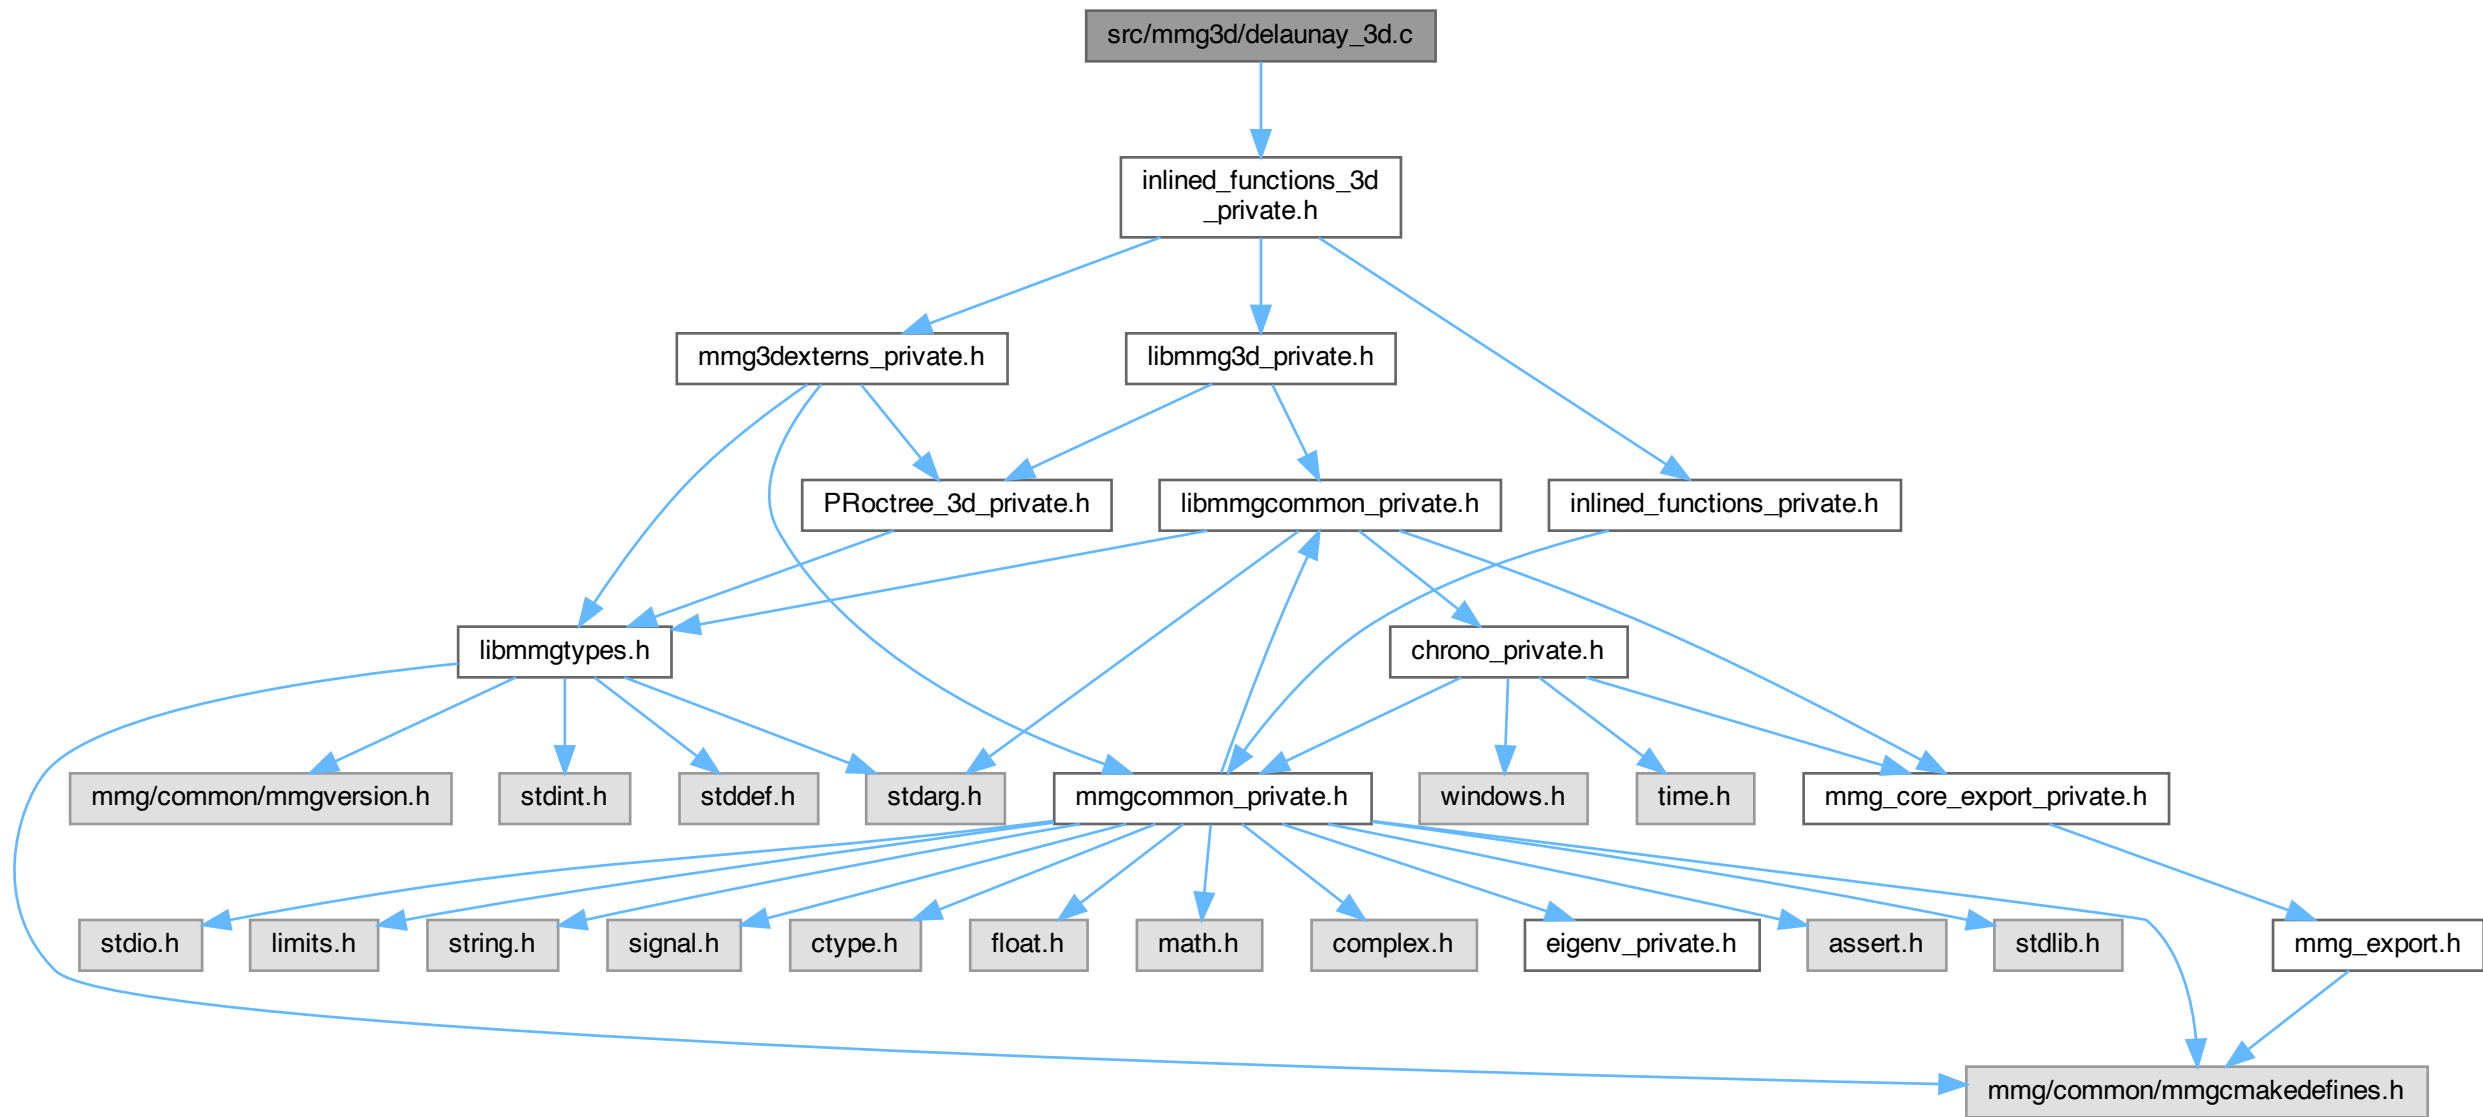 src/mmg3d/delaunay_3d.c
inlined_functions_3d
_private.h
mmg3dexterns_private.h
libmmg3d_private.h
PRoctree_3d_private.h
libmmgcommon_private.h
inlined_functions_private.h
libmmgtypes.h
chrono_private.h
mmg/common/mmgversion.h
stdint.h
stddef.h
stdarg.h
mmgcommon_private.h
windows.h
time.h
mmg_core_export_private.h
stdio.h
limits.h
string.h
signal.h
ctype.h
float.h
math.h
complex.h
eigenv_private.h
assert.h
stdlib.h
mmg_export.h
mmg/common/mmgcmakedefines.h